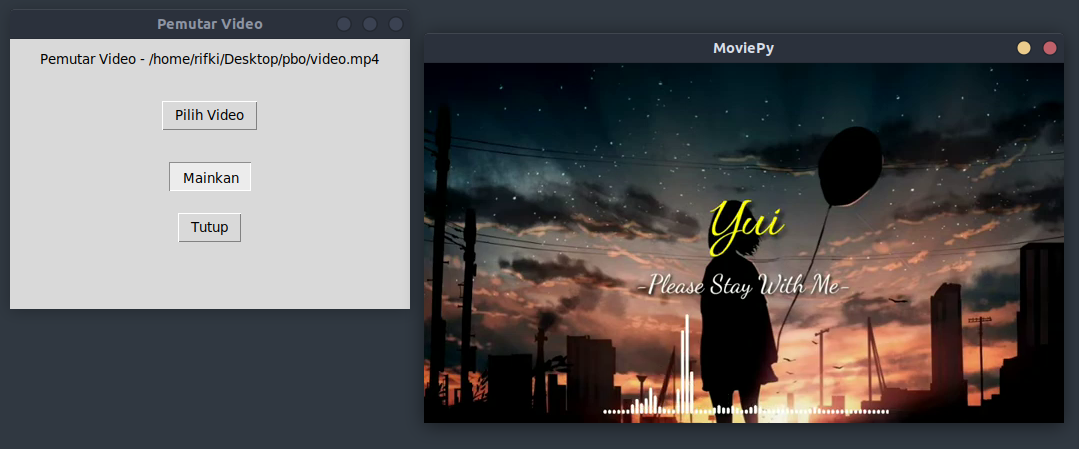 Pemutar Video
Pemutar Video - /home/rifki/Desktop/pbo/video.mp4
Pilih Video
Mainkan
Tutup
MoviePy
Yui
-Please Stay With Me-